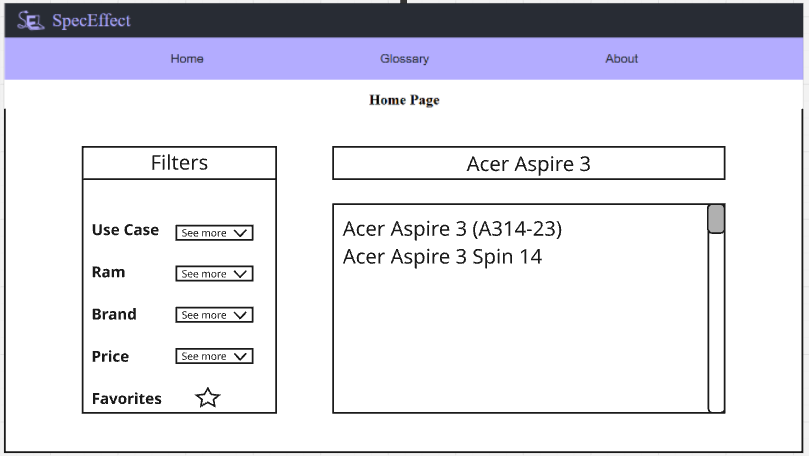 SEL SpecEffect
Home Glossary About
Home Page
Filters
Use Case See more
Ram See more
Brand See more
Price See more
Favorites
Acer Aspire 3
Acer Aspire 3 (A314-23)
Acer Aspire 3 Spin 14